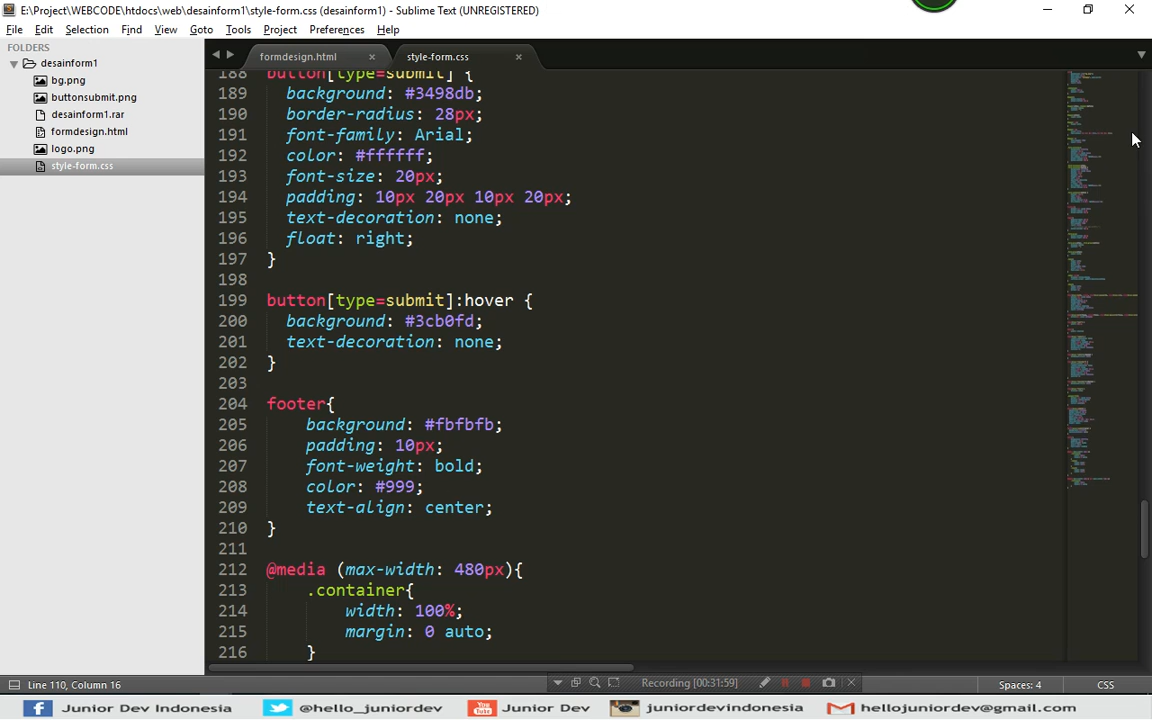 E:\Project\WEBCODE\htdocs\web\desainform1\style-form.css (desainform1) - Sublime Text (UNREGISTERED)
File Edit Selection Find View Goto Tools Project Preferences Help
FOLDERS
desainform1
bg.png
buttonsubmit.png
desainform1.rar
formdesign.html
logo.png
style-form.css
formdesign.html style-form.css
188 button[type=submit] {
189 background: #3498db;
190 border-radius: 28px;
191 font-family: Arial;
192 color: #ffffff;
193 font-size: 20px;
194 padding: 10px 20px 10px 20px;
195 text-decoration: none;
196 float: right;
197 }
198
199 button[type=submit]:hover {
200 background: #3cb0fd;
201 text-decoration: none;
202 }
203
204 footer{
205 background: #fbfbfb;
206 padding: 10px;
207 font-weight: bold;
208 color: #999;
209 text-align: center;
210 }
211
212 @media (max-width: 480px){
213 .container{
214 width: 100%;
215 margin: 0 auto;
216 }
Line 110, Column 16
Recording [00:31:59]
Spaces: 4
CSS
Junior Dev Indonesia
@hello_juniordev
You Tube
Junior Dev
juniordevindonesia
hellojuniordev@gmail.com